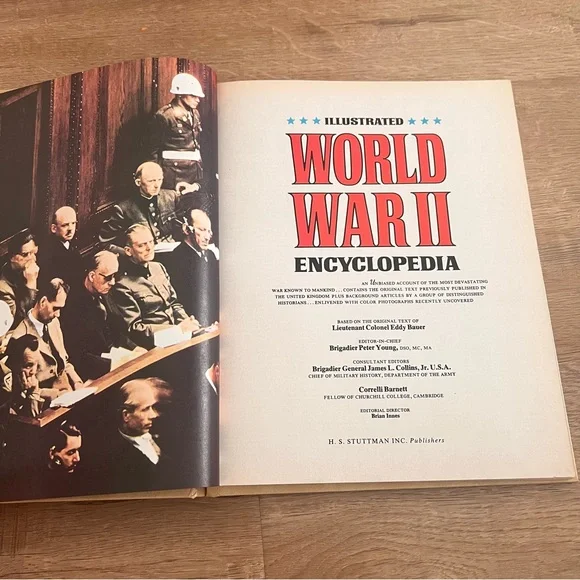 ILLUSTRATED
WORLD
WAR II
ENCYCLOPEDIA
AN UNBIASED ACCOUNT OF THE MOST DEVASTATING
WAR KNOWN TO MANKIND...CONTAINS THE ORIGINAL TEXT PREVIOUSLY PUBLISHED IN
THE UNITED KINGDOM PLUS BACKGROUND ARTICLES BY A GROUP OF DISTINGUISHED
HISTORIANS...ENLIVENED WITH COLOR PHOTOGRAPHS RECENTLY UNCOVERED
BASED ON THE ORIGINAL TEXT OF
Lieutenant Colonel Eddy Bauer
EDITOR-IN-CHIEF
Brigadier Peter Young, DSO, MC, MA
CONSULTANT EDITORS
Brigadier General James L. Collins, Jr. U.S.A.
CHIEF OF MILITARY HISTORY, DEPARTMENT OF THE ARMY
Correlli Barnett
FELLOW OF CHURCHILL COLLEGE, CAMBRIDGE
EDITORIAL DIRECTOR
Brian Innes
H. S. STUTTMAN INC. Publishers